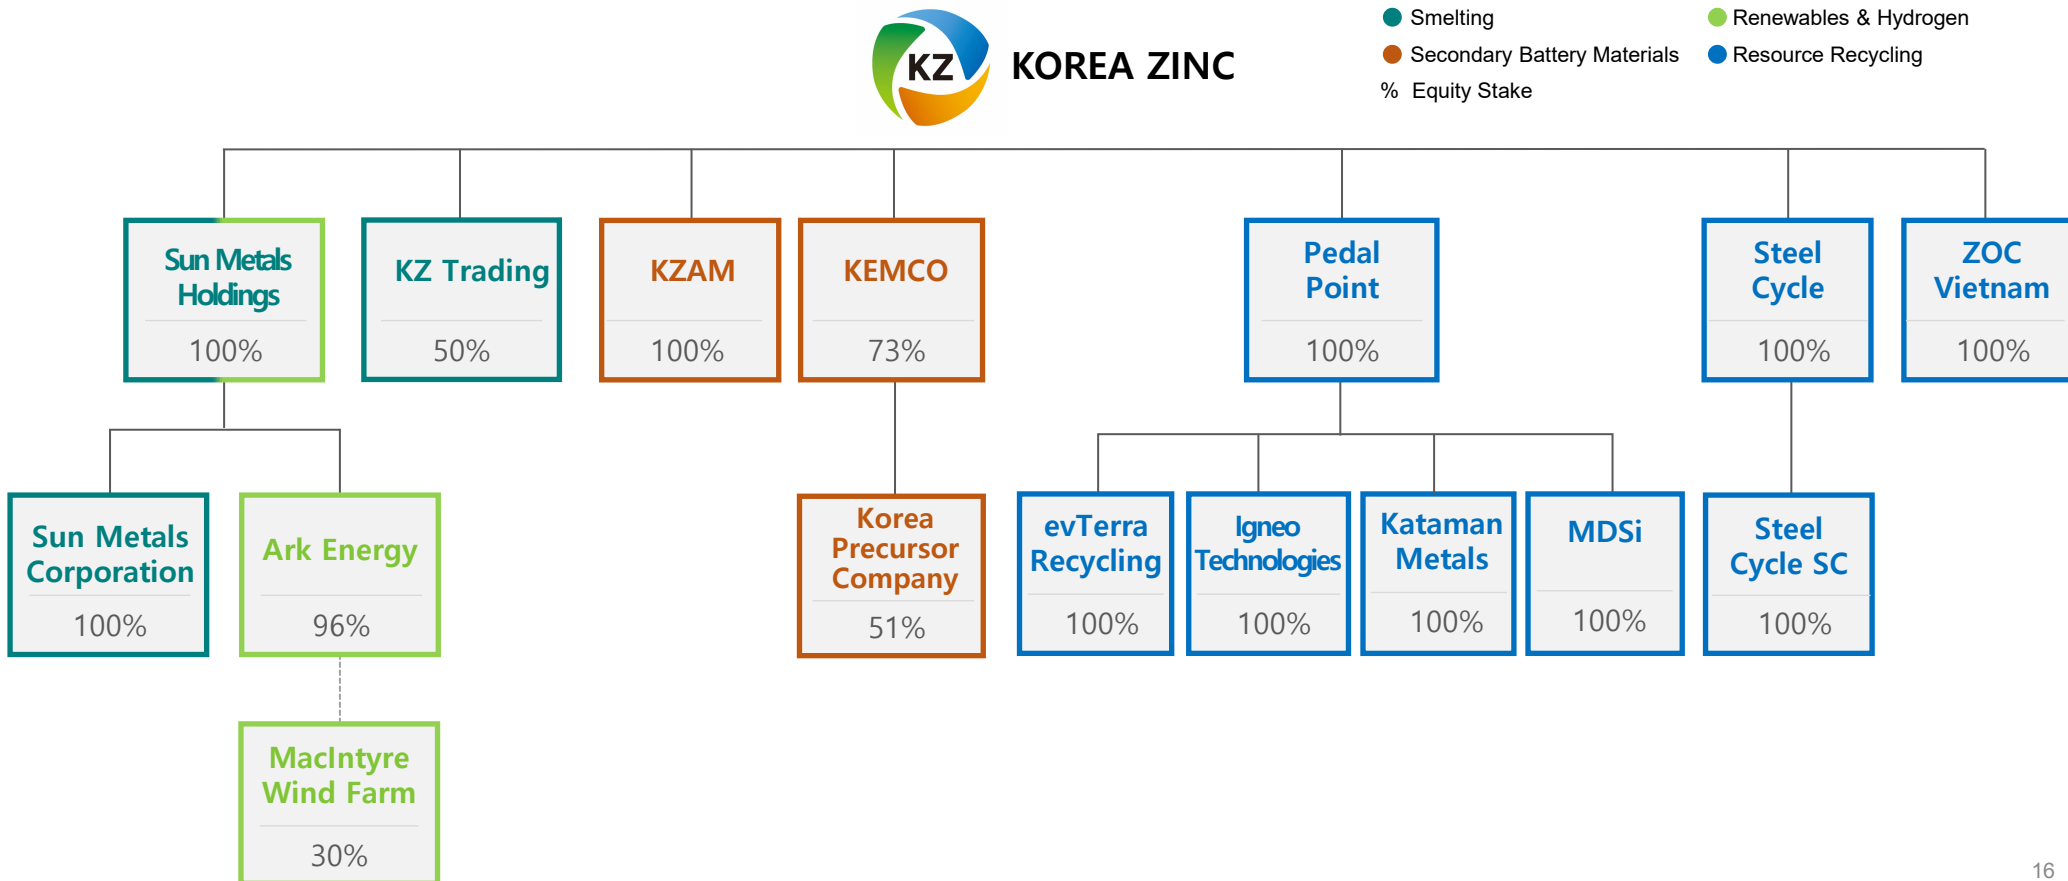 KZ
KOREA ZINC
Smelting
Renewables & Hydrogen
Secondary Battery Materials
Resource Recycling
% Equity Stake
Sun Metals
Holdings
100%
KZ Trading
50%
KZAM
100%
KEMCO
73%
Pedal
Point
100%
Steel
Cycle
100%
ZOC
Vietnam
100%
Sun Metals
Corporation
100%
Ark Energy
96%
Korea
Precursor
Company
51%
evTerra
Recycling
100%
Igneo
Technologies
100%
Kataman
Metals
100%
MDSi
100%
Steel
Cycle SC
100%
MacIntyre
Wind Farm
30%
16